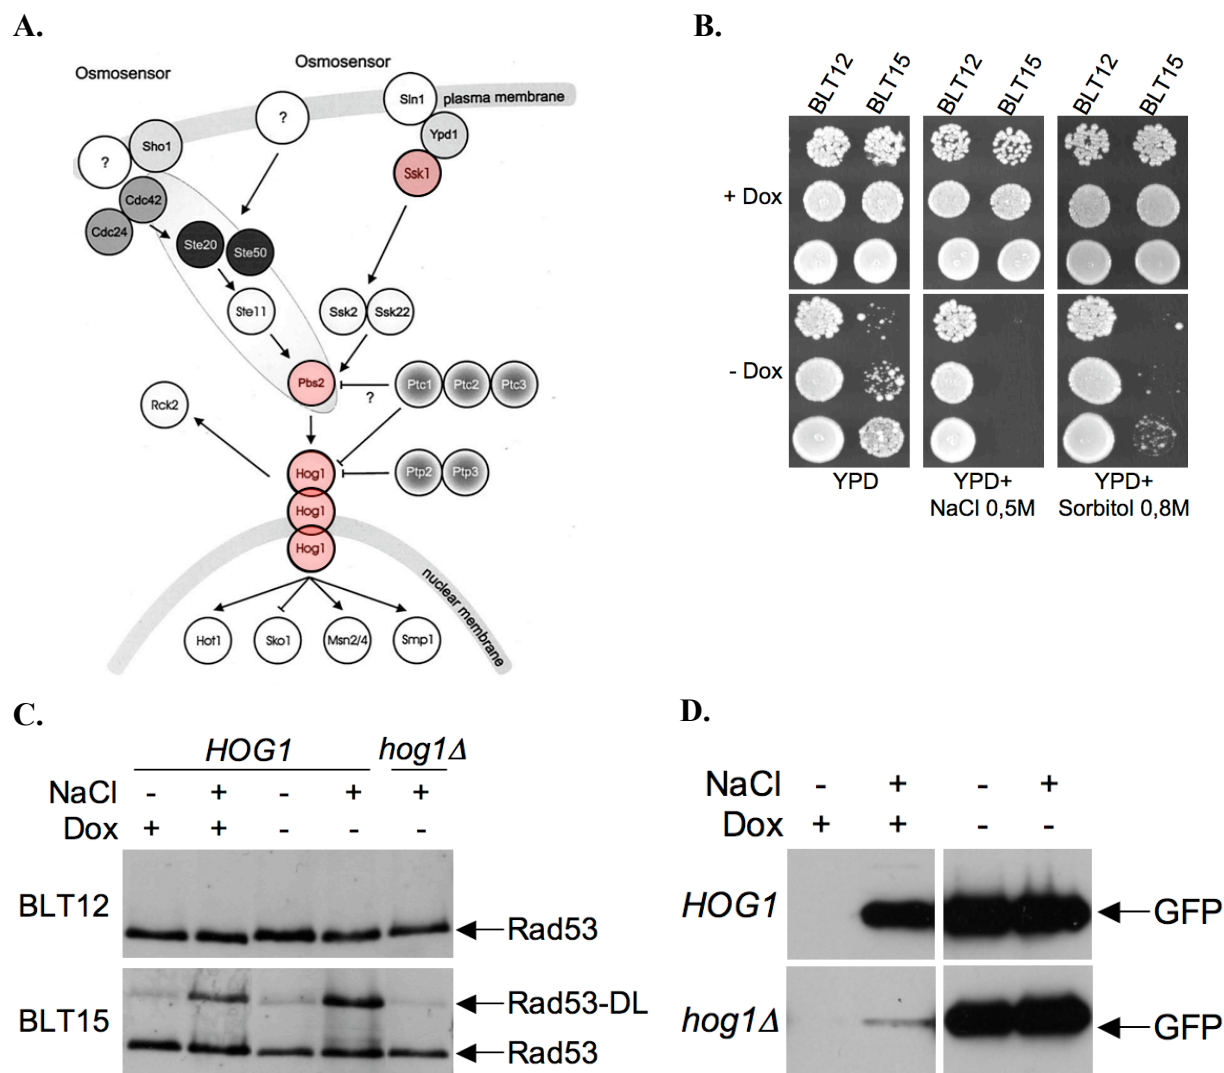 A.
Osmosensor
Osmosensor
plasma membrane
Sln1
?
Ypd1
Sho1
?
Ssk1
Cdc42
Cdc24
Ste20
Ste50
Ste11
Ssk2
Ssk22
Pbs2
?
Ptc1
Ptc2
Ptc3
Rck2
Hog1
Ptp2
Ptp3
Hog1
Hog1
nuclear membrane
Hot1
Sko1
Msn2/4
Smp1
B.
BLT12 BLT15 BLT12 BLT15 BLT12 BLT15
+ Dox
- Dox
YPD
YPD+
NaCl 0,5M
YPD+
Sorbitol 0,8M
C.
HOG1 hog1Δ
NaCl - + - + +
Dox + + - - -
BLT12
Rad53
BLT15
Rad53-DL
Rad53
D.
NaCl - + - +
Dox + + - -
HOG1
GFP
hog1Δ
GFP